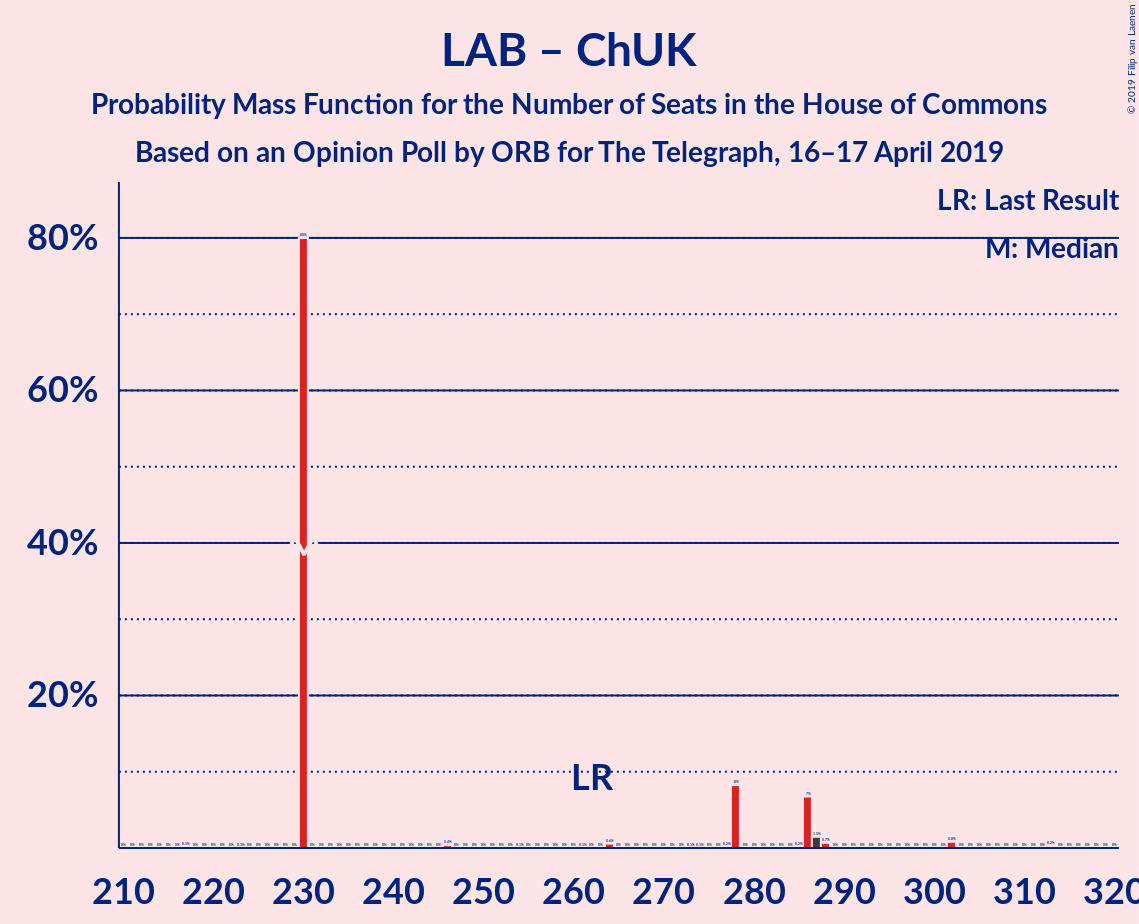 LAB – ChUK
Probability Mass Function for the Number of Seats in the House of Commons
Based on an Opinion Poll by ORB for The Telegraph, 16–17 April 2019
© 2019 Filip van Laenen
LR: Last Result
M: Median
80%
60%
40%
20%
M
LR
210 220 230 240 250 260 270 280 290 300 310 320